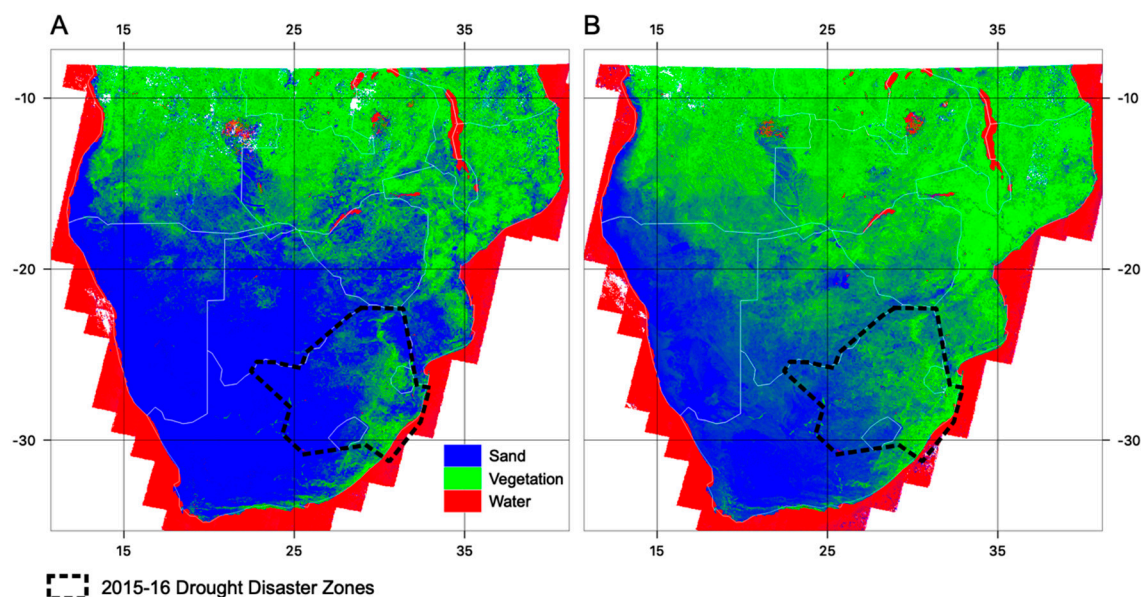 A
B
15 25 35
15 25 35
-10 -10
-20 -20
-30 -30
Sand
Vegetation
Water
15 25 35
15 25 35
2015-16 Drought Disaster Zones